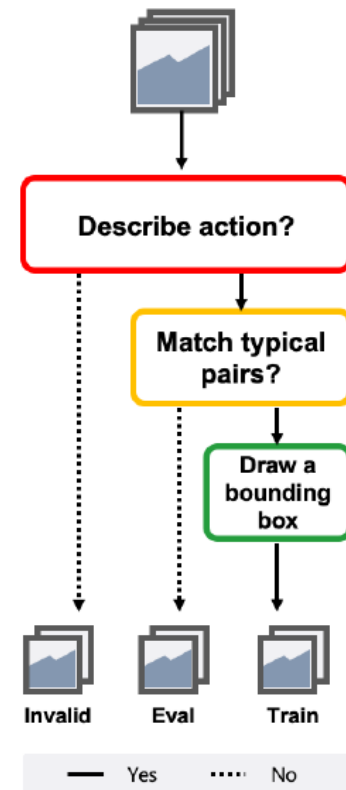 Describe action?
Match typical
pairs?
Draw a
bounding
box
Invalid
Eval
Train
Yes
No